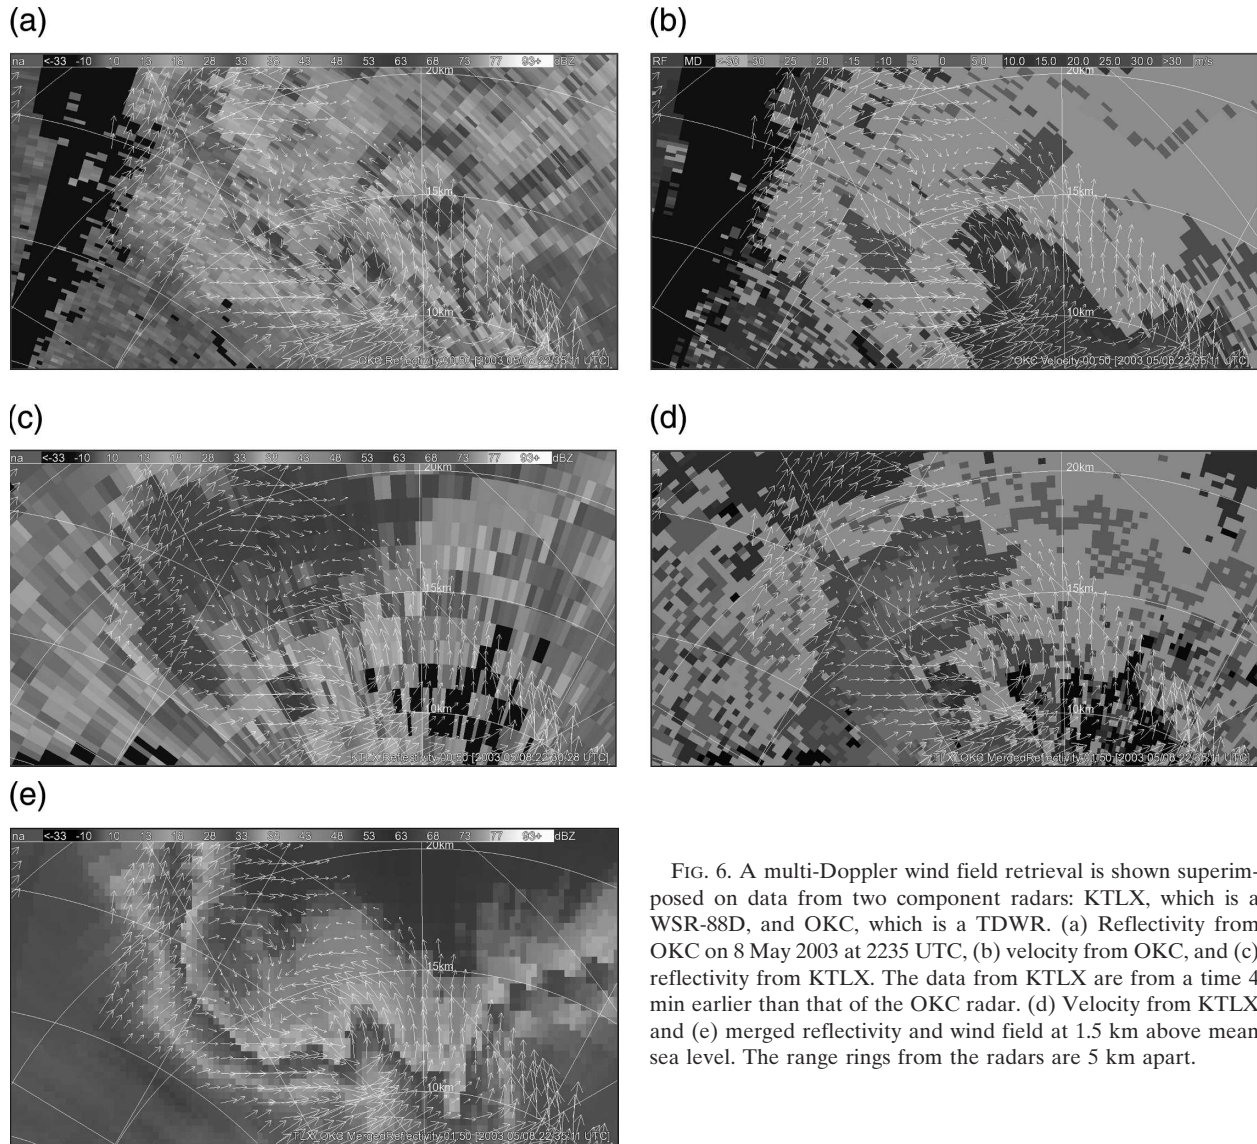 (a)
(b)
na <-33 -10 10 13 18 28 33 43 48 53 63 68 73 77 93+ dBZ
RF MD <-30 -30 -25 -20 -15 -10 -5 0 5 10.0 15.0 20.0 25.0 30.0 >30 m/s
20km
20km
15km
15km
10km
10km
OKC Reflectivity 00.50 [2003 05/08 22:35:11 UTC]
OKC Velocity 00.50 [2003 05/08 22:35:11 UTC]
(c)
(d)
na <-33 -10 10 13 18 28 33 43 48 53 63 68 73 77 93+ dBZ
20km
20km
15km
15km
10km
10km
KTLX Reflectivity 00.50 [2003 05/08 22:30:28 UTC]
TLX/OKC MergedReflectivity 01.50 [2003 05/08 22:35:11 UTC]
(e)
na <-33 -10 10 13 18 28 33 43 48 53 63 68 73 77 93+ dBZ
20km
15km
10km
TLX/OKC MergedReflectivity 01.50 [2003 05/08 22:35:11 UTC]
FIG. 6. A multi-Doppler wind field retrieval is shown superim-
posed on data from two component radars: KTLX, which is a
WSR-88D, and OKC, which is a TDWR. (a) Reflectivity from
OKC on 8 May 2003 at 2235 UTC, (b) velocity from OKC, and (c)
reflectivity from KTLX. The data from KTLX are from a time 4
min earlier than that of the OKC radar. (d) Velocity from KTLX
and (e) merged reflectivity and wind field at 1.5 km above mean
sea level. The range rings from the radars are 5 km apart.